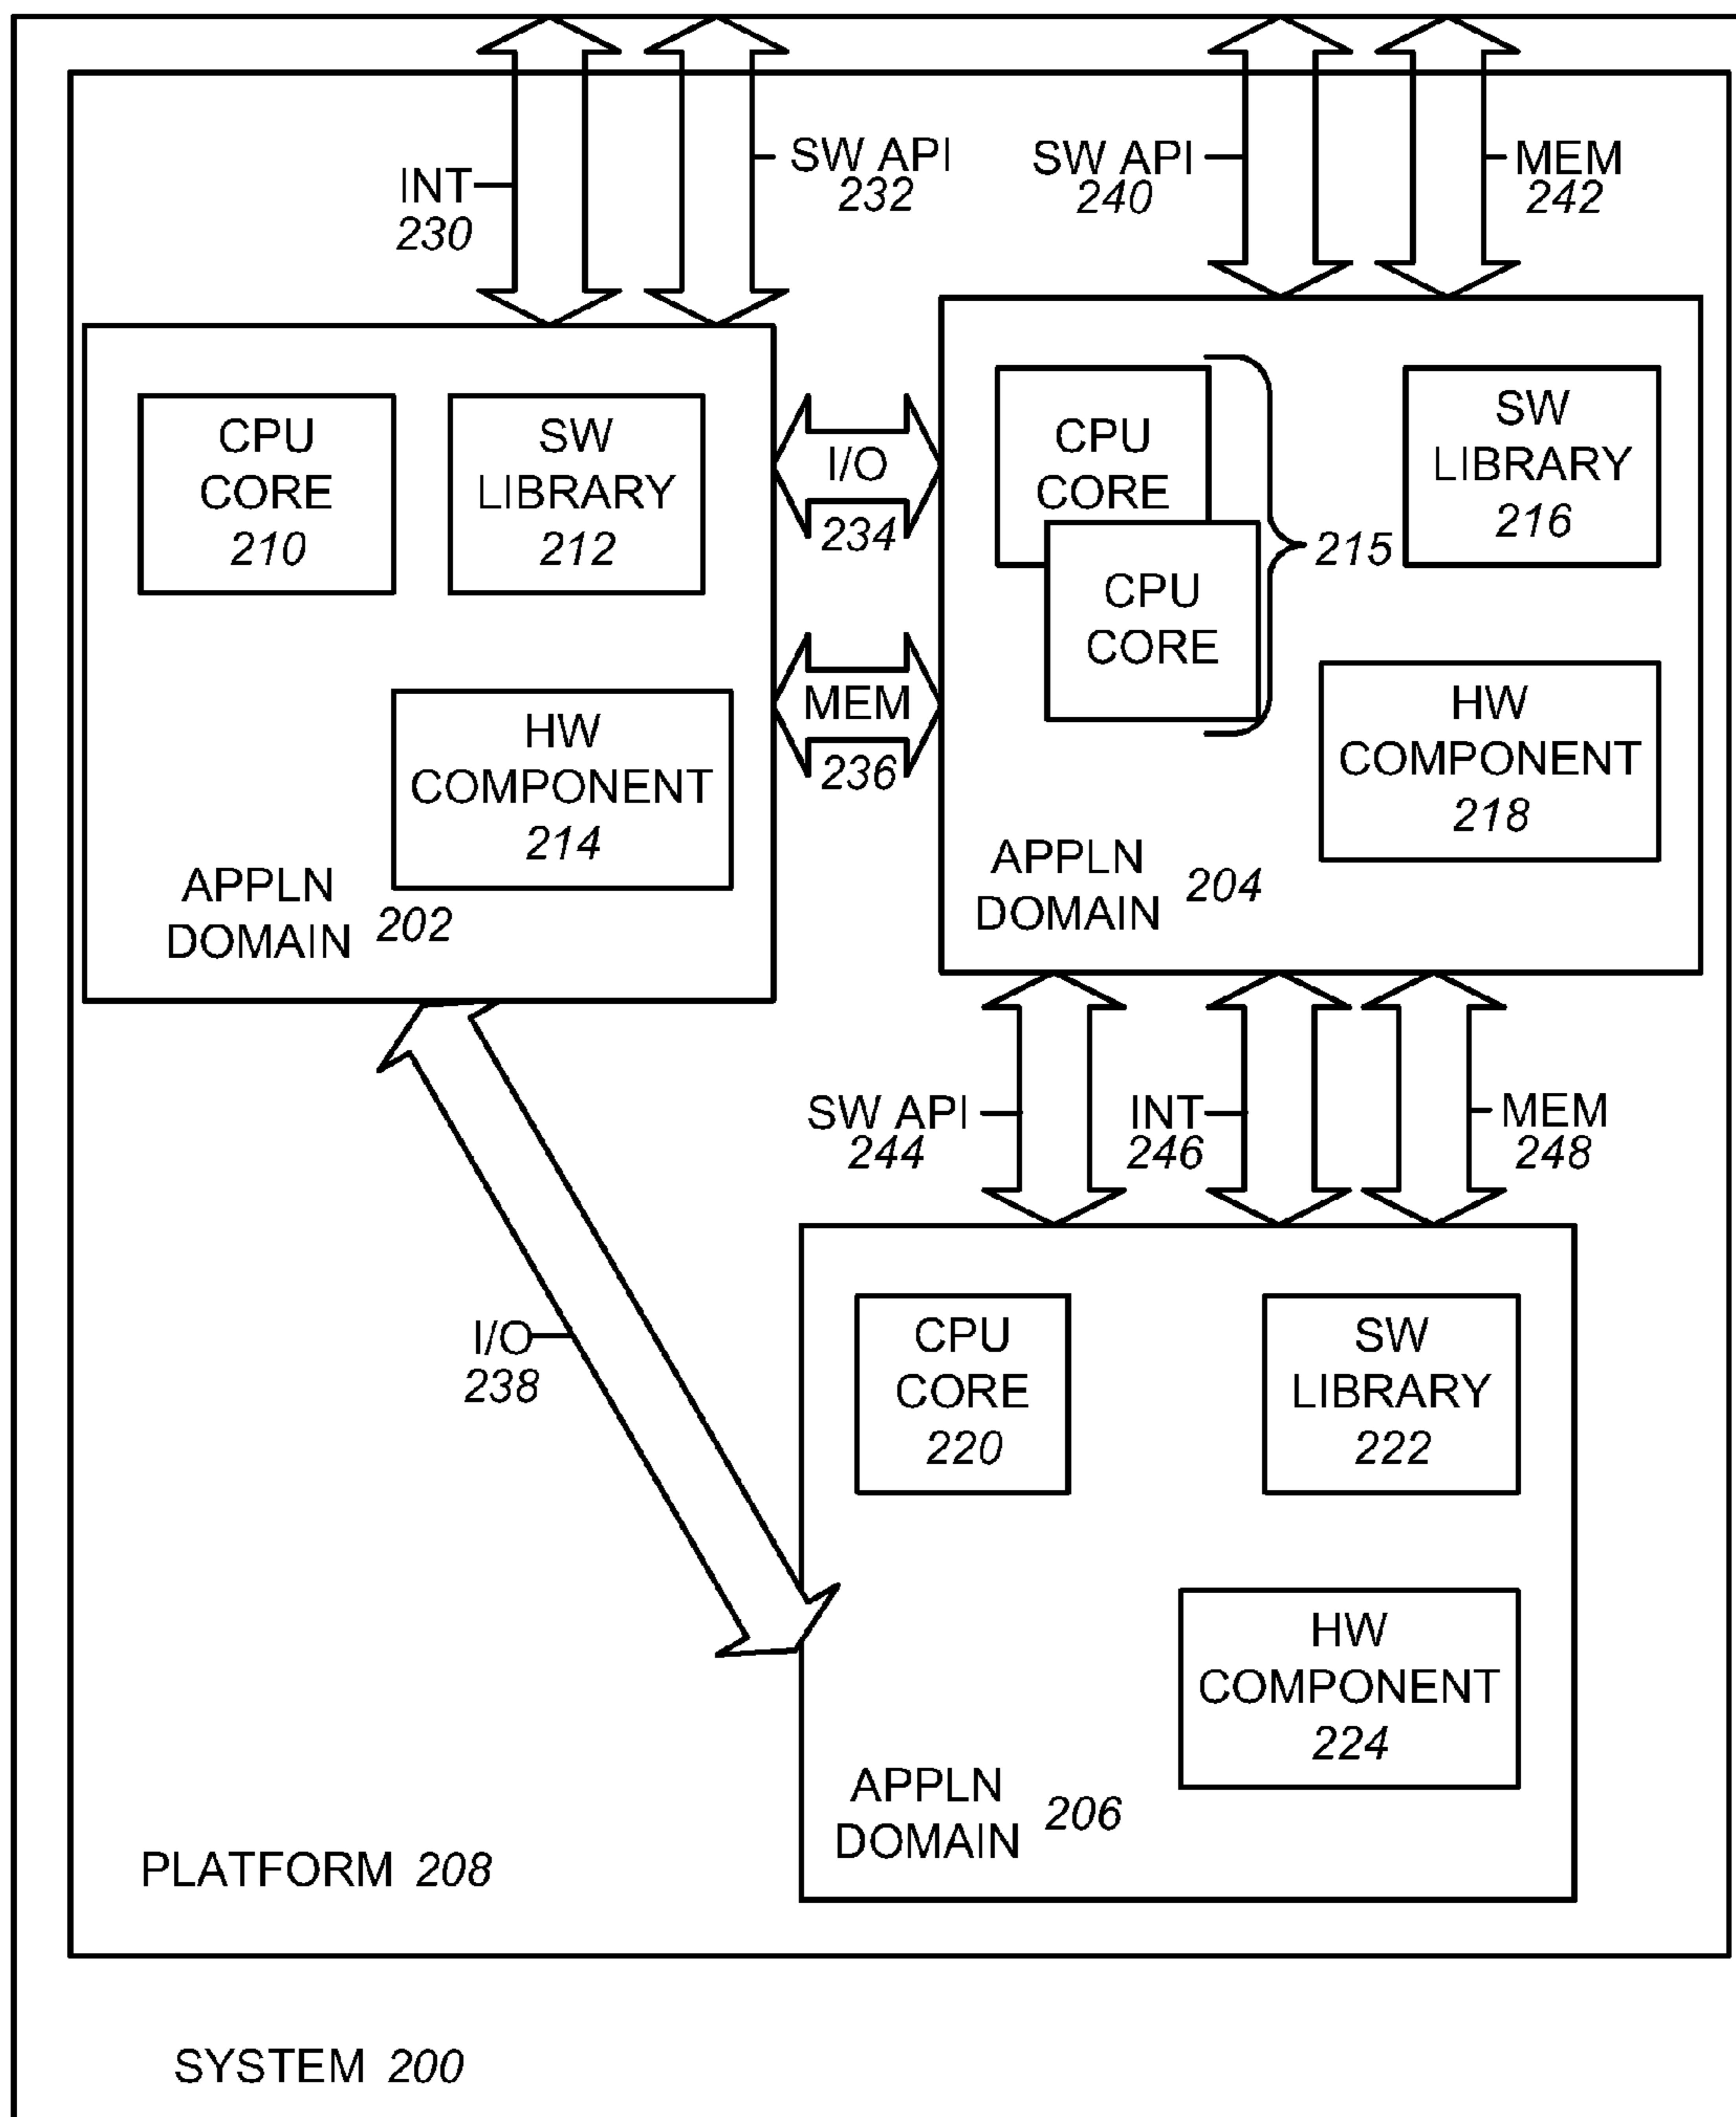 INT
230
SW API
232
SW API
240
MEM
242
CPU
CORE
210
SW
LIBRARY
212
HW
COMPONENT
214
APPLN
DOMAIN 202
I/O
234
MEM
236
CPU
CORE
CPU
CORE
215
SW
LIBRARY
216
HW
COMPONENT
218
APPLN
DOMAIN 204
SW API
244
INT
246
MEM
248
I/O
238
CPU
CORE
220
SW
LIBRARY
222
HW
COMPONENT
224
APPLN
DOMAIN 206
PLATFORM 208
SYSTEM 200